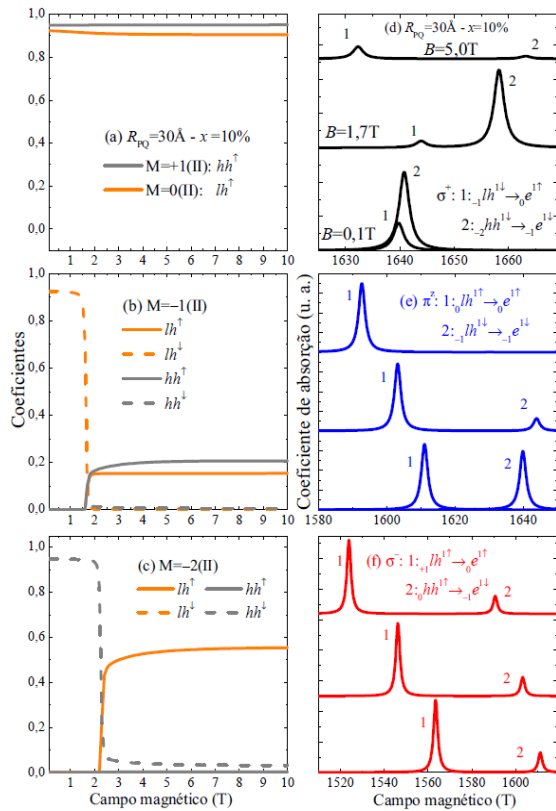 Coeficientes
1,0
0,8
0,6
0,4
0,2
0,0
(a) R_PQ=30Å - x=10%
M=+1(II): hh↑
M=0(II): lh↑
1 2 3 4 5 6 7 8 9 10
1,0
0,8
0,6
0,4
0,2
0,0
(b) M=−1(II)
lh↑
lh↓
hh↑
hh↓
1 2 3 4 5 6 7 8 9 10
0,8
0,6
0,4
0,2
0,0
(c) M=−2(II)
lh↑ hh↑
lh↓ hh↓
0 1 2 3 4 5 6 7 8 9 10
Campo magnético (T)
Coeficiente de absorção (u. a.)
(d) R_PQ=30Å - x=10%
1 2
B=5,0T
2
B=1,7T 1
2
1
B=0,1T
σ⁺: 1:₋₁lh¹↓→₀e¹↑
2:₋₂hh¹↓→₋₁e¹↓
1630 1640 1650 1660
(e) πᶻ: 1:₀lh¹↑→₀e¹↑
2:₋₁lh¹↓→₋₁e¹↓
1
1 2
1 2
1580 1600 1620 1640
(f) σ⁻: 1:₊₁lh¹↑→₀e¹↑
2:₀hh¹↑→₋₁e¹↓
1 2
1 2
1 2
1520 1540 1560 1580 1600
Campo magnético (T)